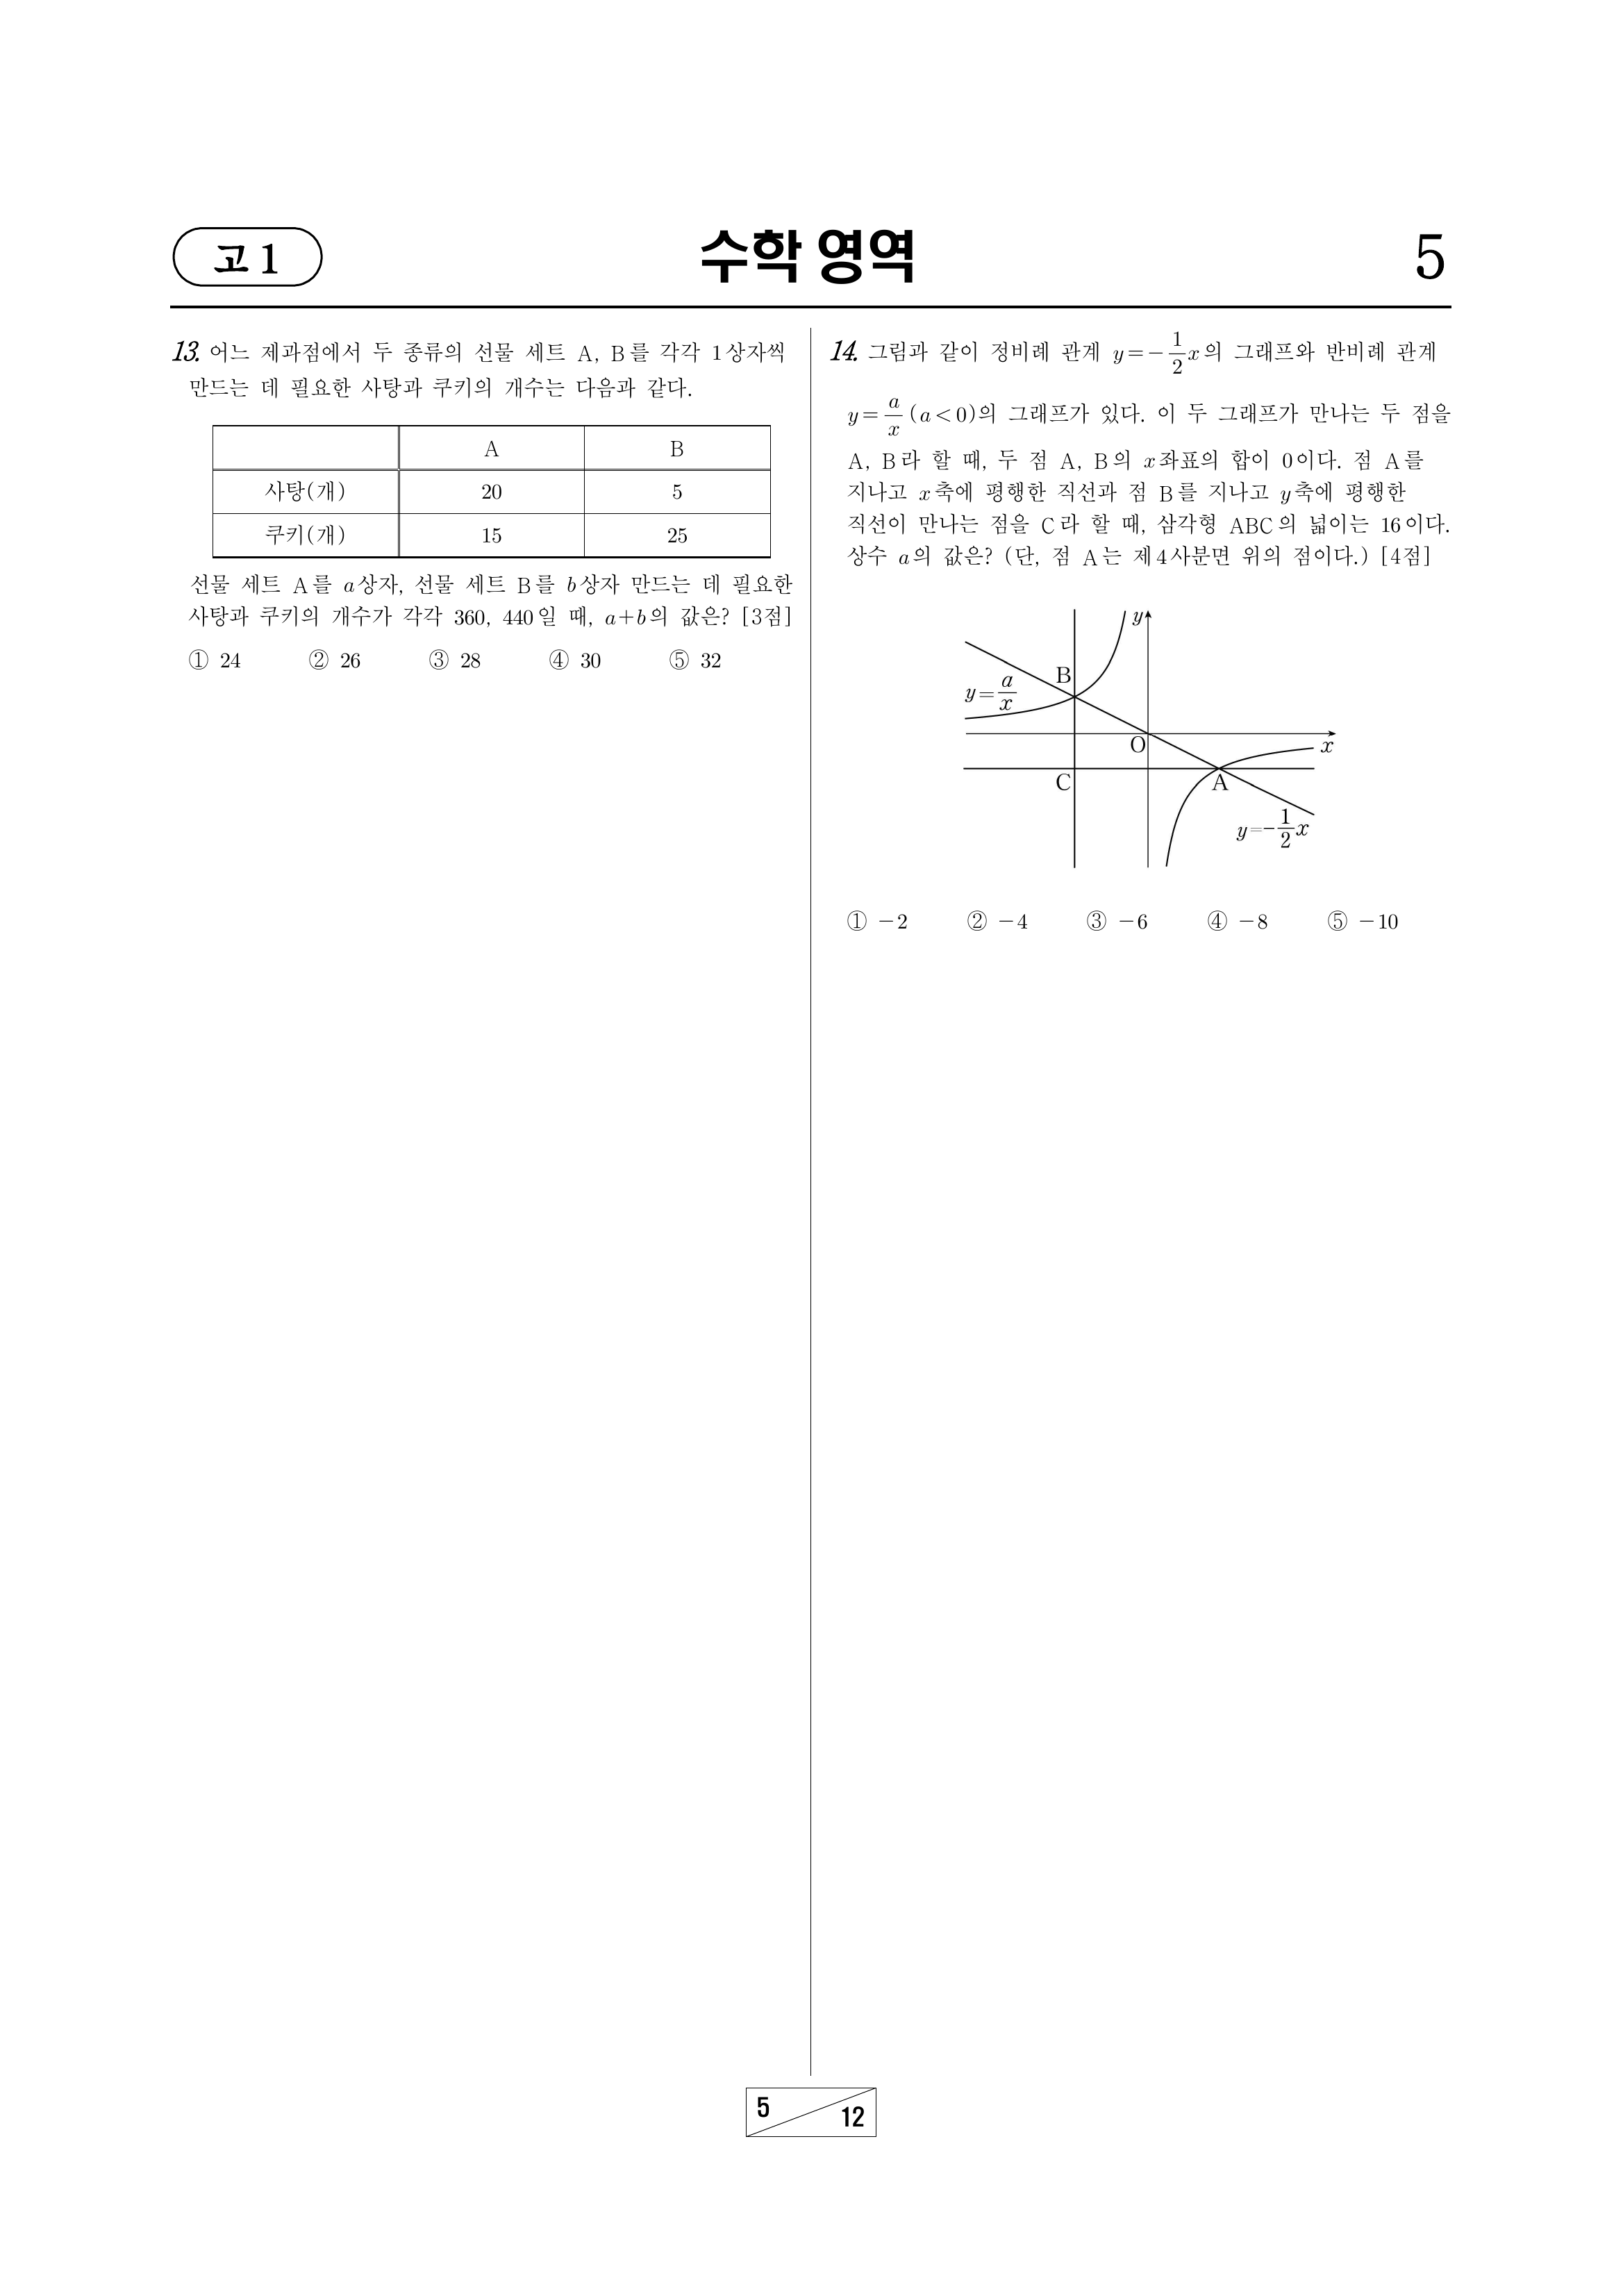 고 1
수학 영역
5
13. 어느 제과점에서 두 종류의 선물 세트 A, B를 각각 1상자씩
만드는 데 필요한 사탕과 쿠키의 개수는 다음과 같다.
A B
사탕(개) 20 5
쿠키(개) 15 25
선물 세트 A를 a상자, 선물 세트 B를 b상자 만드는 데 필요한
사탕과 쿠키의 개수가 각각 360, 440일 때, a+b의 값은? [3점]
① 24 ② 26 ③ 28 ④ 30 ⑤ 32
14. 그림과 같이 정비례 관계 y=-1/2 x의 그래프와 반비례 관계
y=a/x (a<0)의 그래프가 있다. 이 두 그래프가 만나는 두 점을
A, B라 할 때, 두 점 A, B의 x좌표의 합이 0이다. 점 A를
지나고 x축에 평행한 직선과 점 B를 지나고 y축에 평행한
직선이 만나는 점을 C라 할 때, 삼각형 ABC의 넓이는 16이다.
상수 a의 값은? (단, 점 A는 제4사분면 위의 점이다.) [4점]
y
B
y=a/x
O
x
C
A
y=-1/2 x
① -2 ② -4 ③ -6 ④ -8 ⑤ -10
5
12